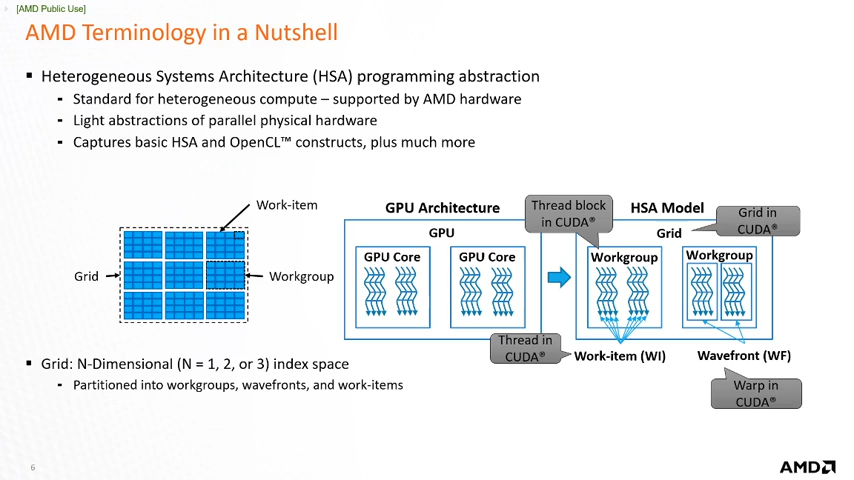 [AMD Public Use]
AMD Terminology in a Nutshell
▪ Heterogeneous Systems Architecture (HSA) programming abstraction
- Standard for heterogeneous compute – supported by AMD hardware
- Light abstractions of parallel physical hardware
- Captures basic HSA and OpenCL™ constructs, plus much more
Work-item
Grid
Workgroup
GPU Architecture
GPU
GPU Core
GPU Core
Thread block
in CUDA®
HSA Model
Grid
Grid in
CUDA®
Workgroup
Workgroup
Thread in
CUDA®
Work-item (WI)
Wavefront (WF)
Warp in
CUDA®
▪ Grid: N-Dimensional (N = 1, 2, or 3) index space
- Partitioned into workgroups, wavefronts, and work-items
6
AMD